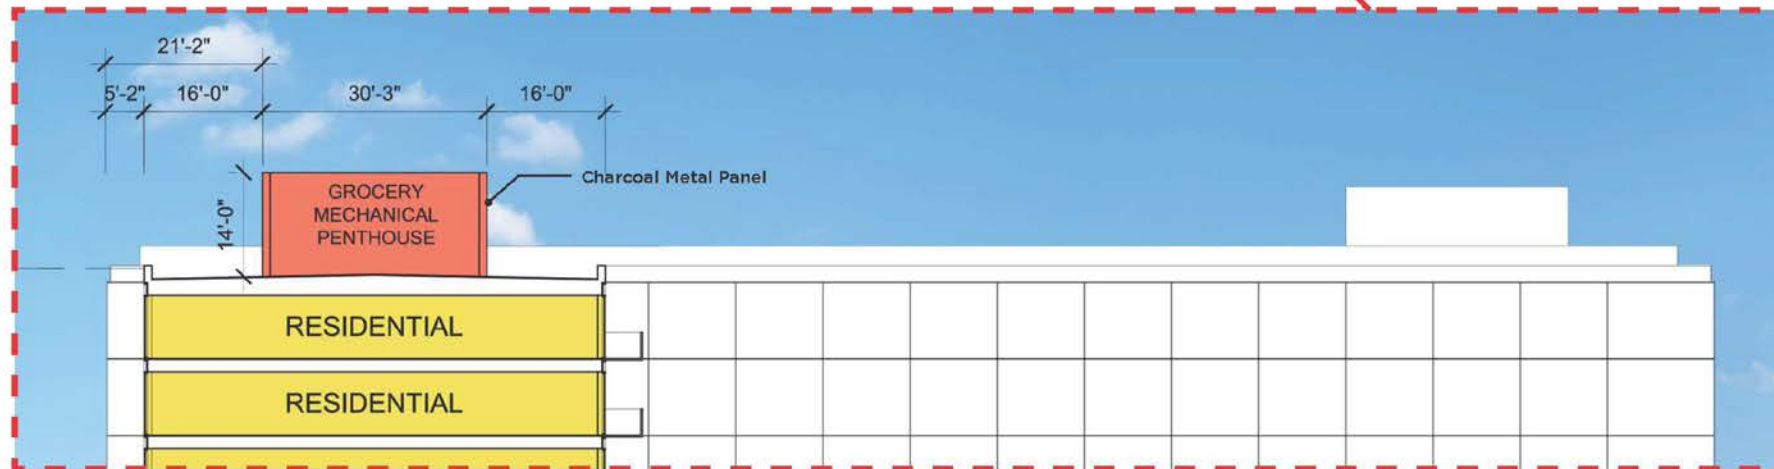 21'-2"
5'-2" 16'-0" 30'-3" 16'-0"
Charcoal Metal Panel
GROCERY
MECHANICAL
PENTHOUSE
14'-0"
RESIDENTIAL
RESIDENTIAL